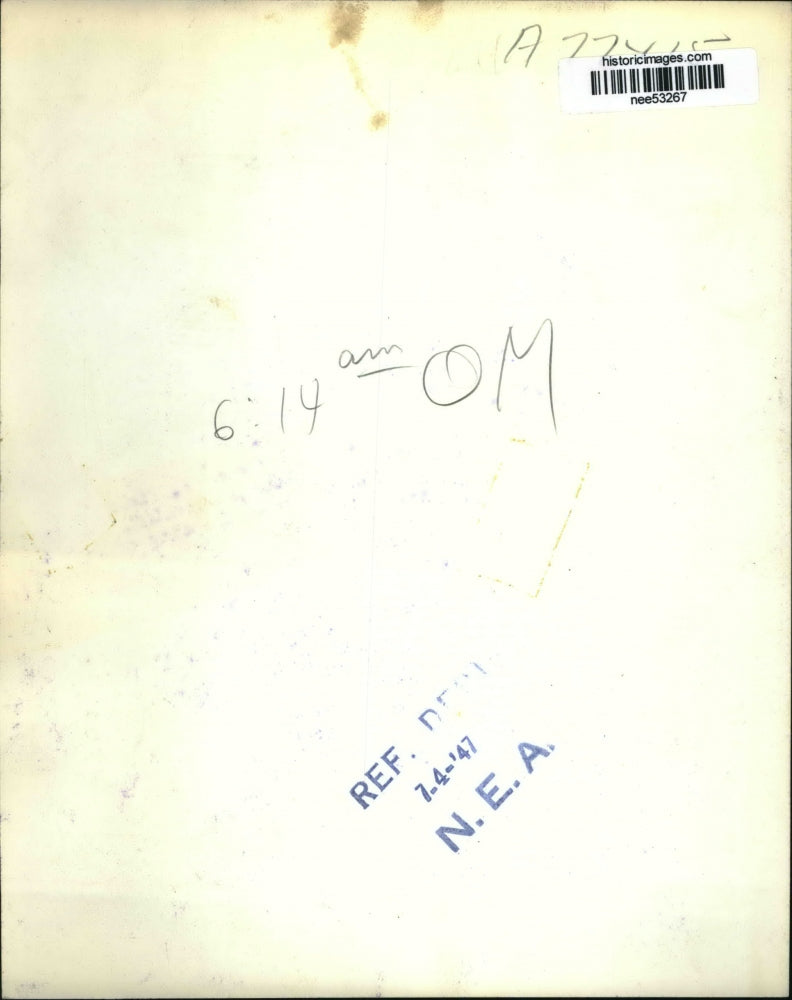 historicimages.com
nee53267
6:14 am OM
REF.
7-4-'47
N. E. A.